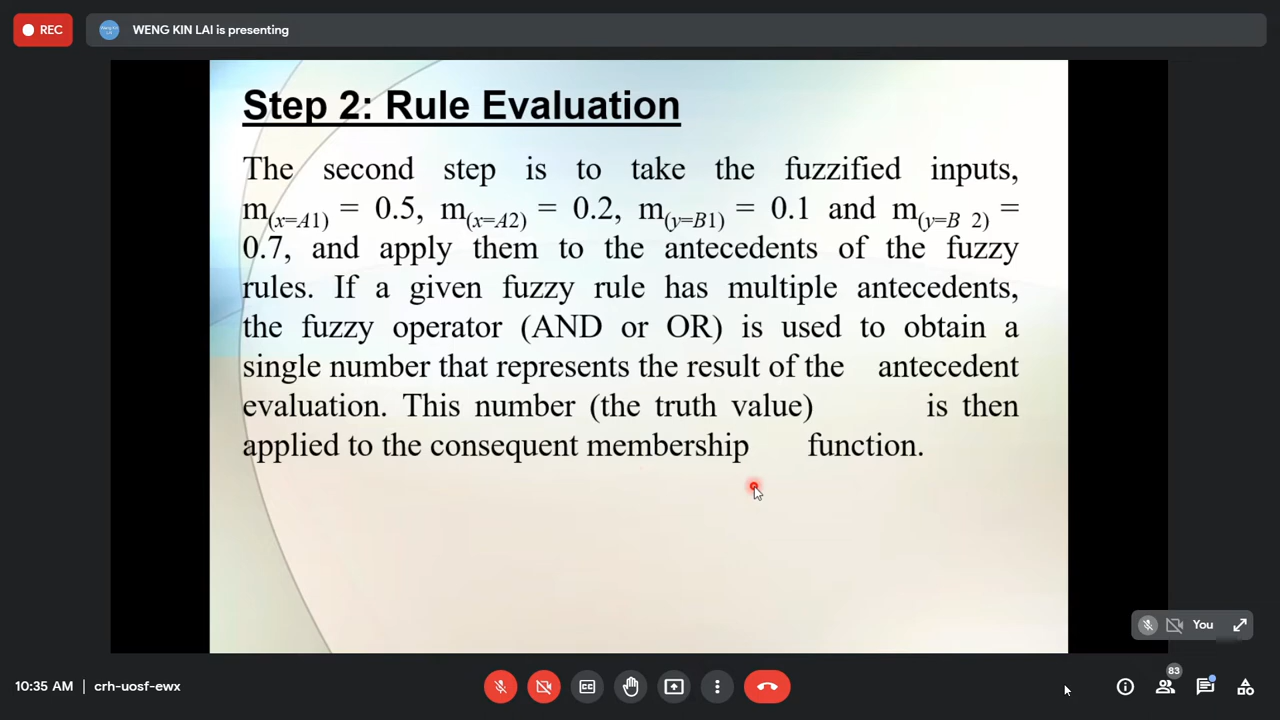 REC
WENG KIN LAI is presenting
Step 2: Rule Evaluation
The second step is to take the fuzzified inputs,
m(x=A1) = 0.5, m(x=A2) = 0.2, m(y=B1) = 0.1 and m(y=B 2) =
0.7, and apply them to the antecedents of the fuzzy
rules. If a given fuzzy rule has multiple antecedents,
the fuzzy operator (AND or OR) is used to obtain a
single number that represents the result of the antecedent
evaluation. This number (the truth value) is then
applied to the consequent membership function.
You
10:35 AM | crh-uosf-ewx
83